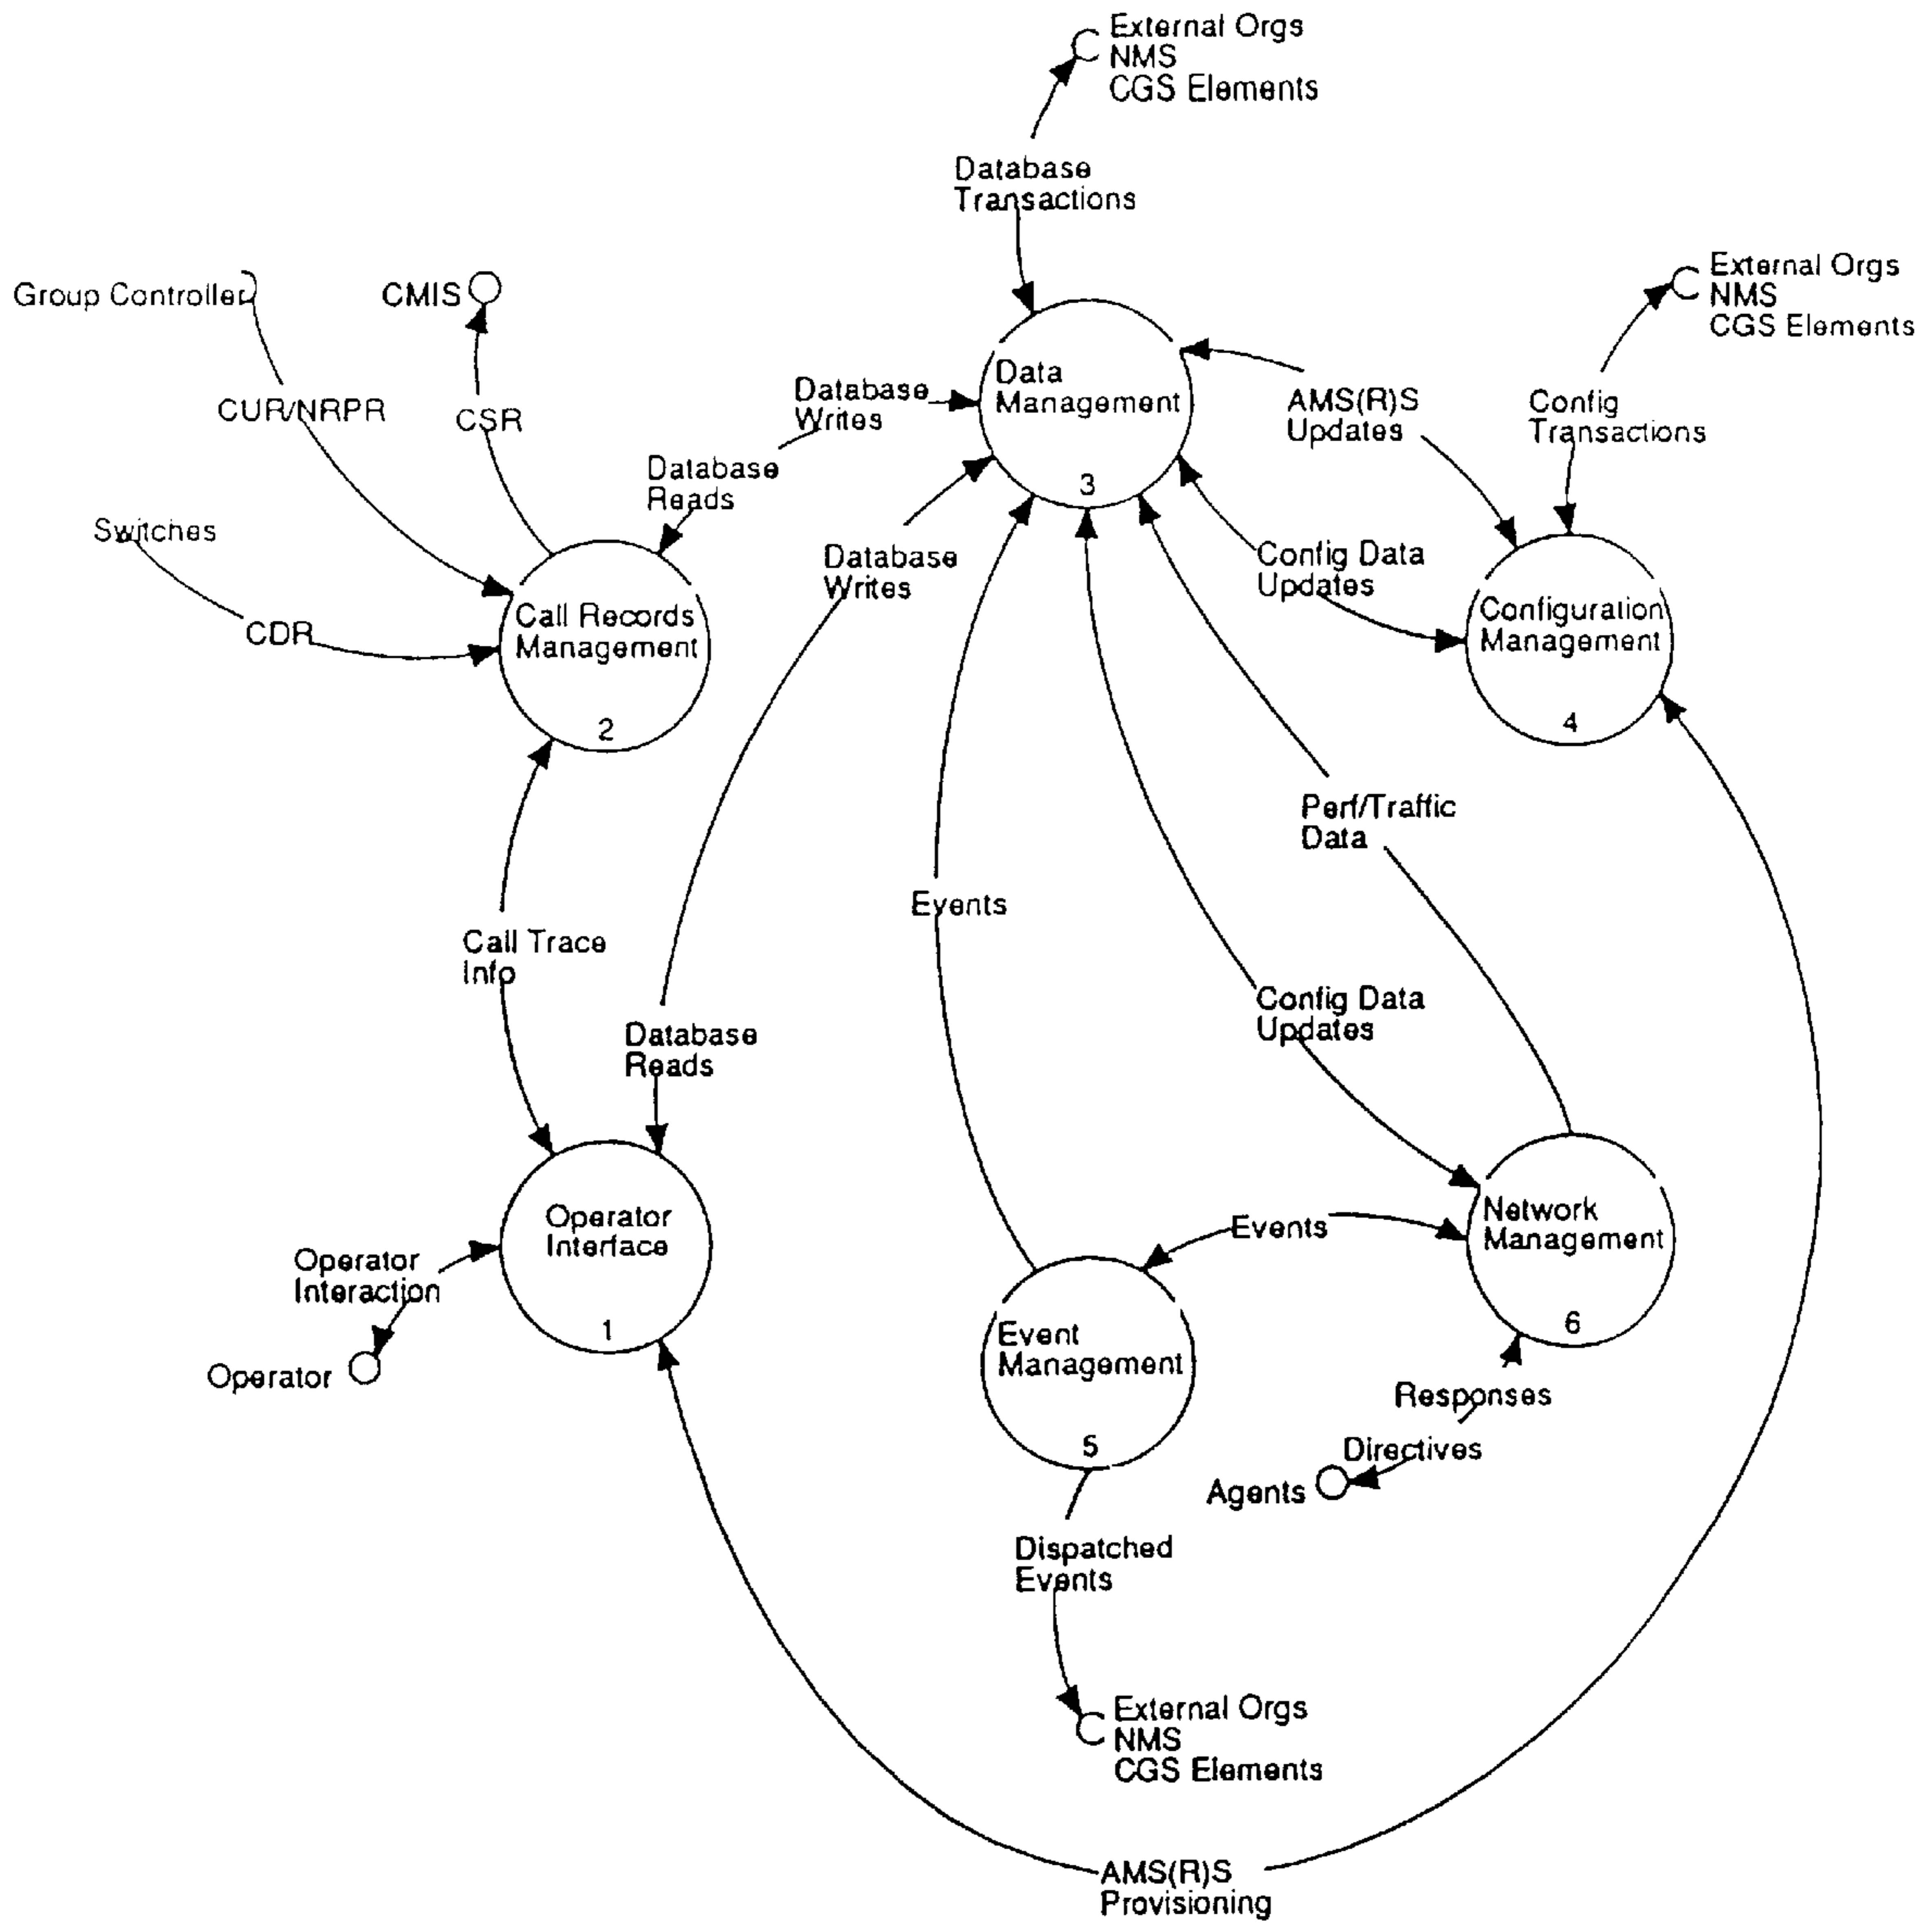 External Orgs
NMS
CGS Elements
Database
Transactions
Group Controller
CMIS
External Orgs
NMS
CGS Elements
CUR/NRPR
CSR
Database
Writes
Data
Management
3
AMS(R)S
Updates
Config
Transactions
Database
Reads
Switches
Database
Writes
Config Data
Updates
CDR
Call Records
Management
2
Configuration
Management
4
Perf/Traffic
Data
Events
Call Trace
Info
Database
Reads
Config Data
Updates
Operator
Interface
1
Operator
Interaction
Operator
Events
Network
Management
6
Event
Management
5
Responses
Directives
Agents
Dispatched
Events
External Orgs
NMS
CGS Elements
AMS(R)S
Provisioning